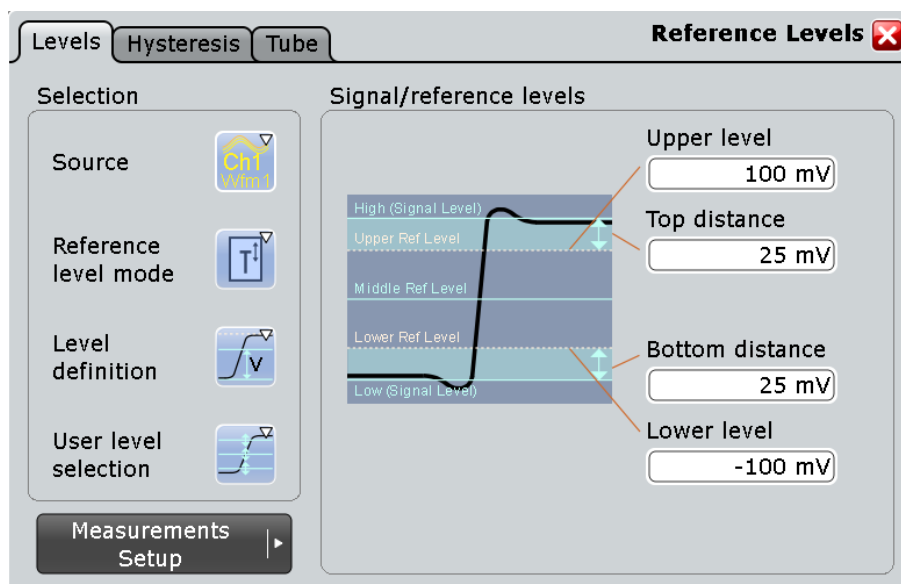 Levels
Hysteresis
Tube
Reference Levels
Selection
Source
Ch1
Wfm1
Reference
level mode
T
Level
definition
V
User level
selection
Measurements
Setup
Signal/reference levels
High (Signal Level)
Upper Ref Level
Middle Ref Level
Lower Ref Level
Low (Signal Level)
Upper level
100 mV
Top distance
25 mV
Bottom distance
25 mV
Lower level
-100 mV